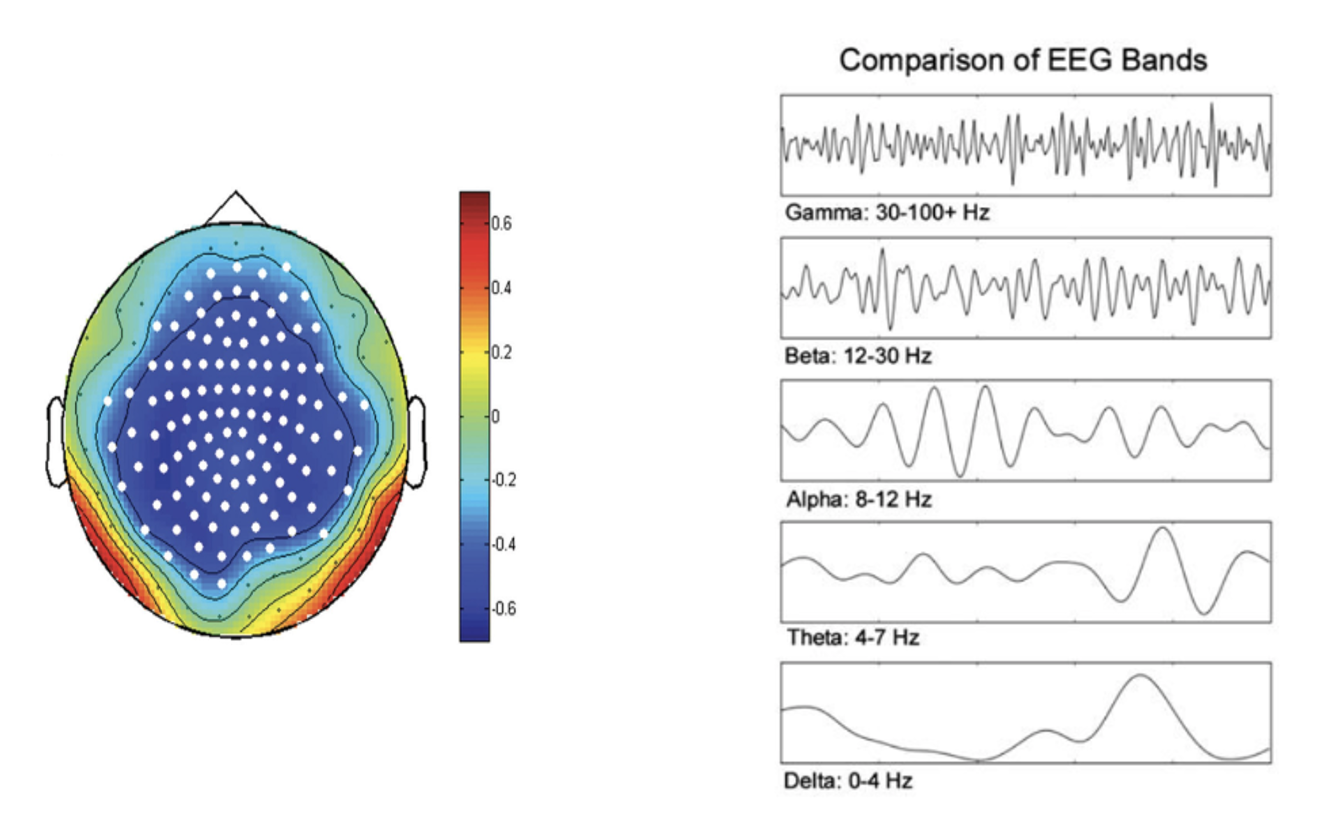 0.6
0.4
0.2
0
-0.2
-0.4
-0.6
Comparison of EEG Bands
Gamma: 30-100+ Hz
Beta: 12-30 Hz
Alpha: 8-12 Hz
Theta: 4-7 Hz
Delta: 0-4 Hz